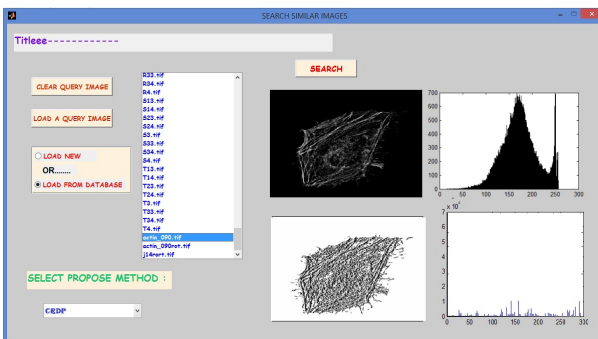 SEARCH SIMILAR IMAGES
Titleee------------
SEARCH
CLEAR QUERY IMAGE
LOAD A QUERY IMAGE
LOAD NEW
OR........
LOAD FROM DATABASE
R33.tif
R34.tif
R4.tif
S13.tif
S14.tif
S23.tif
S24.tif
S3.tif
S33.tif
S34.tif
S4.tif
T13.tif
T14.tif
T23.tif
T24.tif
T3.tif
T33.tif
T34.tif
T4.tif
actin_090.tif
actin_090rot.tif
j14rort.tif
SELECT PROPOSE METHOD :
CRDP
700
600
500
400
300
200
100
0
0 50 100 150 200 250 300
7
6
5
4
3
2
1
0
0 50 100 150 200 250 300